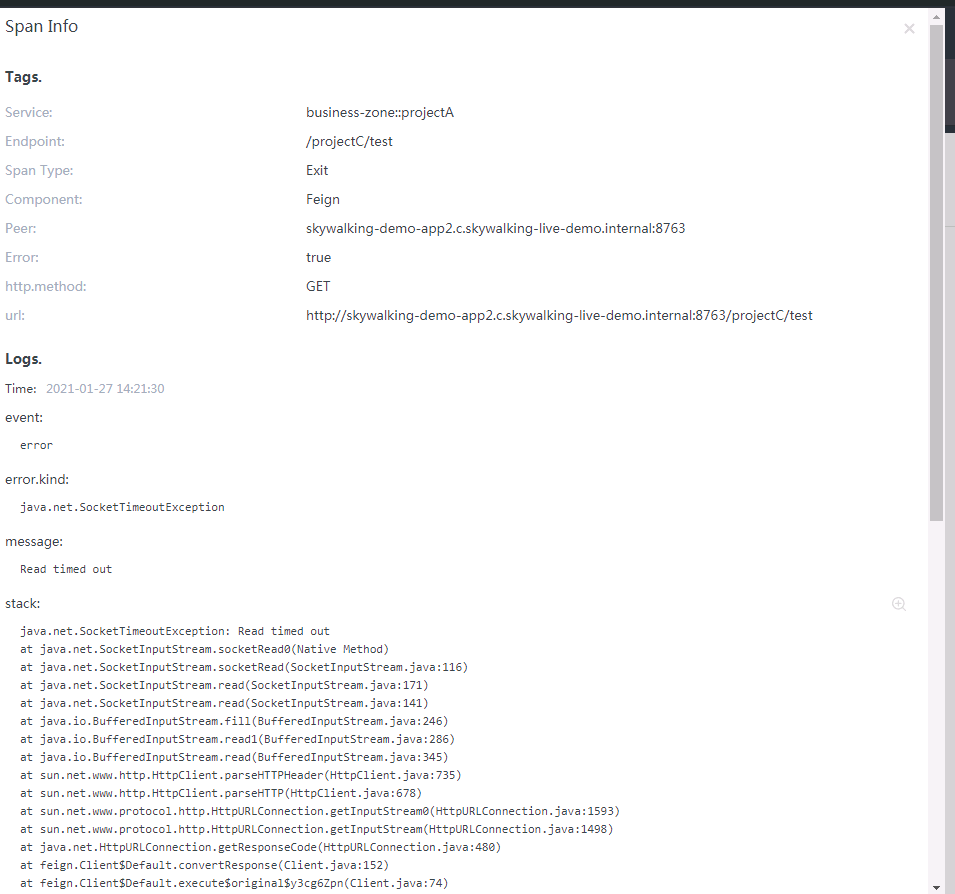 Span Info
Tags.
Service: business-zone::projectA
Endpoint: /projectC/test
Span Type: Exit
Component: Feign
Peer: skywalking-demo-app2.c.skywalking-live-demo.internal:8763
Error: true
http.method: GET
url: http://skywalking-demo-app2.c.skywalking-live-demo.internal:8763/projectC/test
Logs.
Time: 2021-01-27 14:21:30
event:
error
error.kind:
java.net.SocketTimeoutException
message:
Read timed out
stack:
java.net.SocketTimeoutException: Read timed out
at java.net.SocketInputStream.socketRead0(Native Method)
at java.net.SocketInputStream.socketRead(SocketInputStream.java:116)
at java.net.SocketInputStream.read(SocketInputStream.java:171)
at java.net.SocketInputStream.read(SocketInputStream.java:141)
at java.io.BufferedInputStream.fill(BufferedInputStream.java:246)
at java.io.BufferedInputStream.read1(BufferedInputStream.java:286)
at java.io.BufferedInputStream.read(BufferedInputStream.java:345)
at sun.net.www.http.HttpClient.parseHTTPHeader(HttpClient.java:735)
at sun.net.www.http.HttpClient.parseHTTP(HttpClient.java:678)
at sun.net.www.protocol.http.HttpURLConnection.getInputStream0(HttpURLConnection.java:1593)
at sun.net.www.protocol.http.HttpURLConnection.getInputStream(HttpURLConnection.java:1498)
at java.net.HttpURLConnection.getResponseCode(HttpURLConnection.java:480)
at feign.Client$Default.convertResponse(Client.java:152)
at feign.Client$Default.execute$original$y3cg6Zpn(Client.java:74)